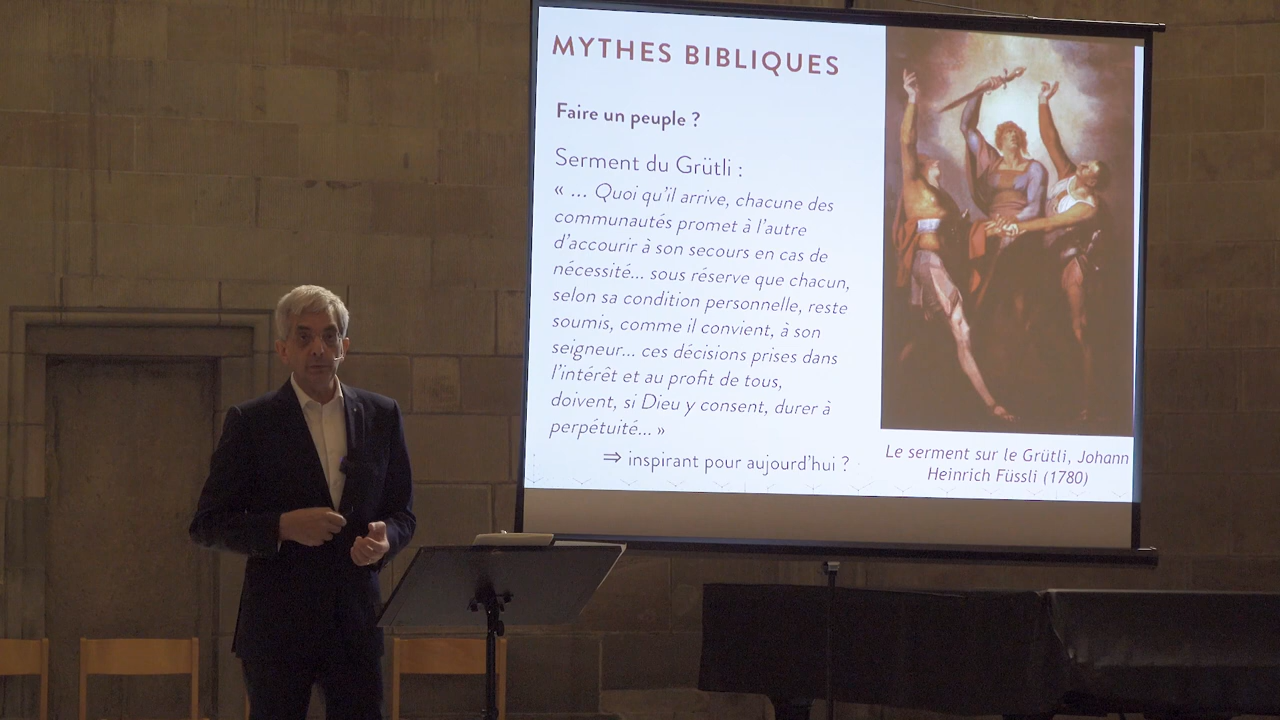 MYTHES BIBLIQUES
Faire un peuple ?
Serment du Grütli :
« ... Quoi qu'il arrive, chacune des
communautés promet à l'autre
d'accourir à son secours en cas de
nécessité... sous réserve que chacun,
selon sa condition personnelle, reste
soumis, comme il convient, à son
seigneur... ces décisions prises dans
l'intérêt et au profit de tous,
doivent, si Dieu y consent, durer à
perpétuité... »
⇒ inspirant pour aujourd'hui ?
Le serment sur le Grütli, Johann
Heinrich Füssli (1780)